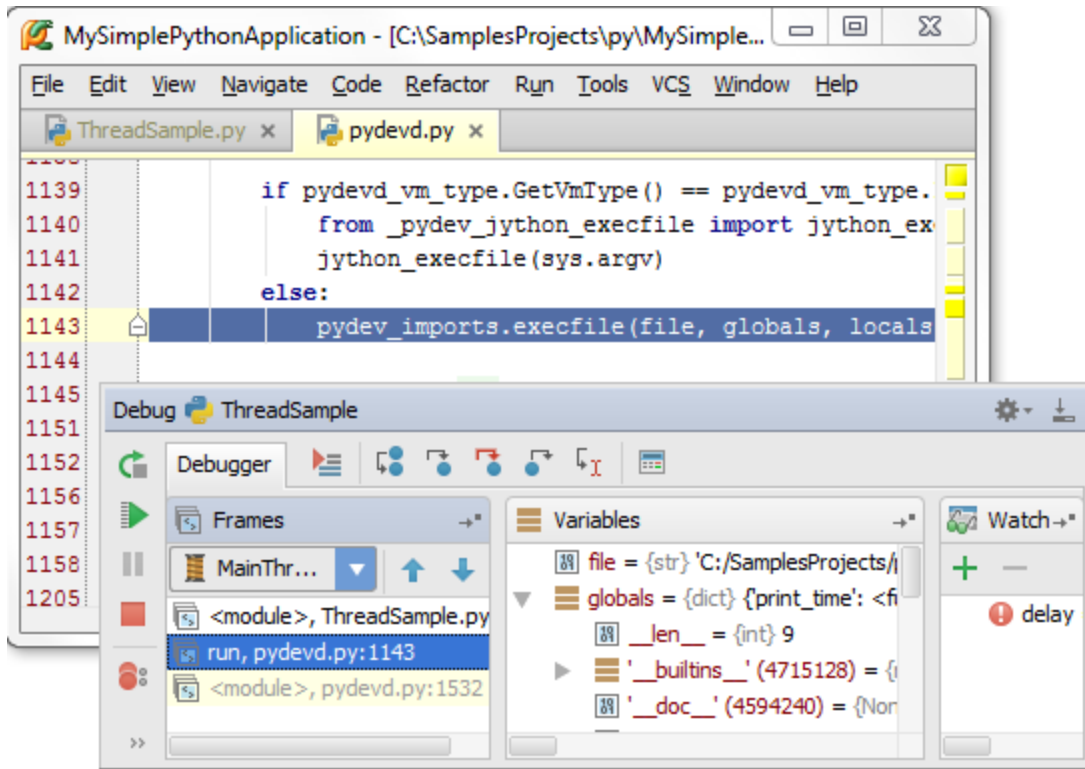 MySimplePythonApplication - [C:\SamplesProjects\py\MySimple...
File Edit View Navigate Code Refactor Run Tools VCS Window Help
ThreadSample.py × pydevd.py ×
1139 if pydevd_vm_type.GetVmType() == pydevd_vm_type.
1140 from _pydev_jython_execfile import jython_ex
1141 jython_execfile(sys.argv)
1142 else:
1143 pydev_imports.execfile(file, globals, locals
1144
1145
1151
1152
1156
1157
1158
1205
Debug ThreadSample
Debugger
Frames
MainThr...
<module>, ThreadSample.py
run, pydevd.py:1143
<module>, pydevd.py:1532
Variables
file = {str} 'C:/SamplesProjects/
globals = {dict} {'print_time': <fu
__len__ = {int} 9
'__builtins__' (4715128) = {
'__doc__' (4594240) = {Non
Watch
delay